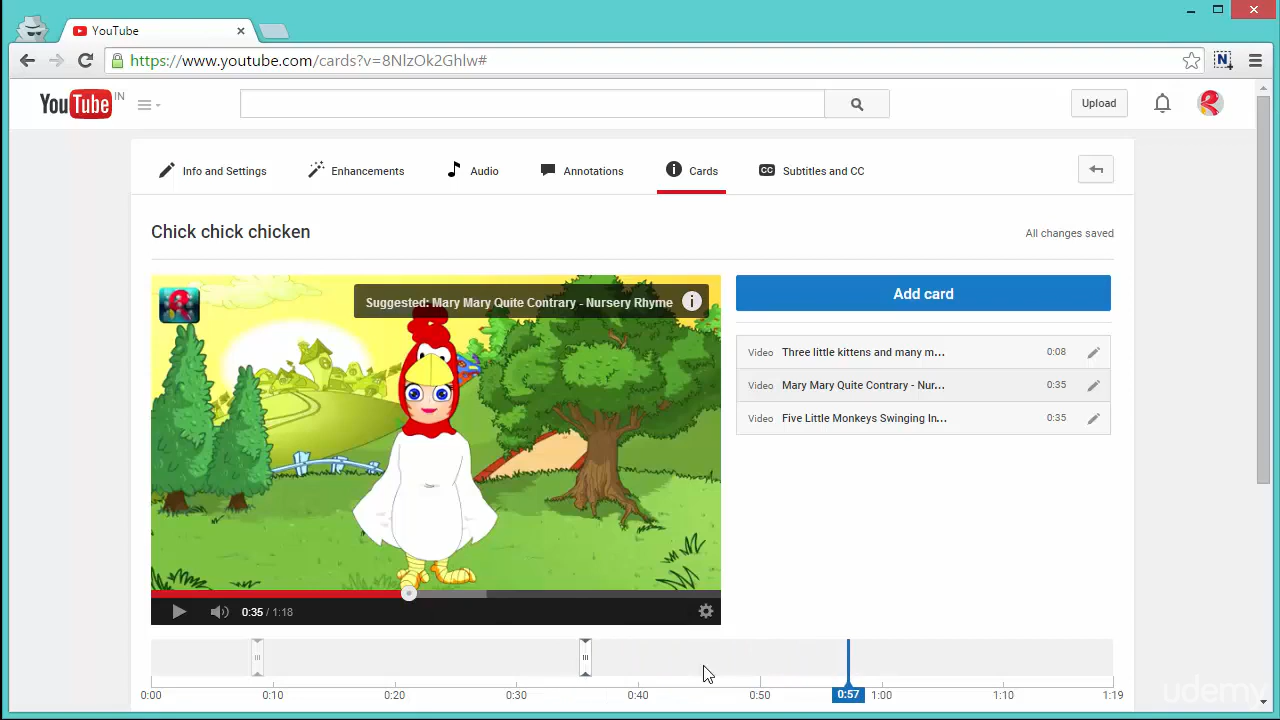 YouTube
https://www.youtube.com/cards?v=8NlzOk2Ghlw#
YouTube IN
Upload
Info and Settings
Enhancements
Audio
Annotations
Cards
CC Subtitles and CC
Chick chick chicken
All changes saved
Suggested: Mary Mary Quite Contrary - Nursery Rhyme
Add card
Video Three little kittens and many m... 0:08
Video Mary Mary Quite Contrary - Nur... 0:35
Video Five Little Monkeys Swinging In... 0:35
0:35 / 1:18
0:00 0:10 0:20 0:30 0:40 0:50 0:57 1:00 1:10 1:19
udemy